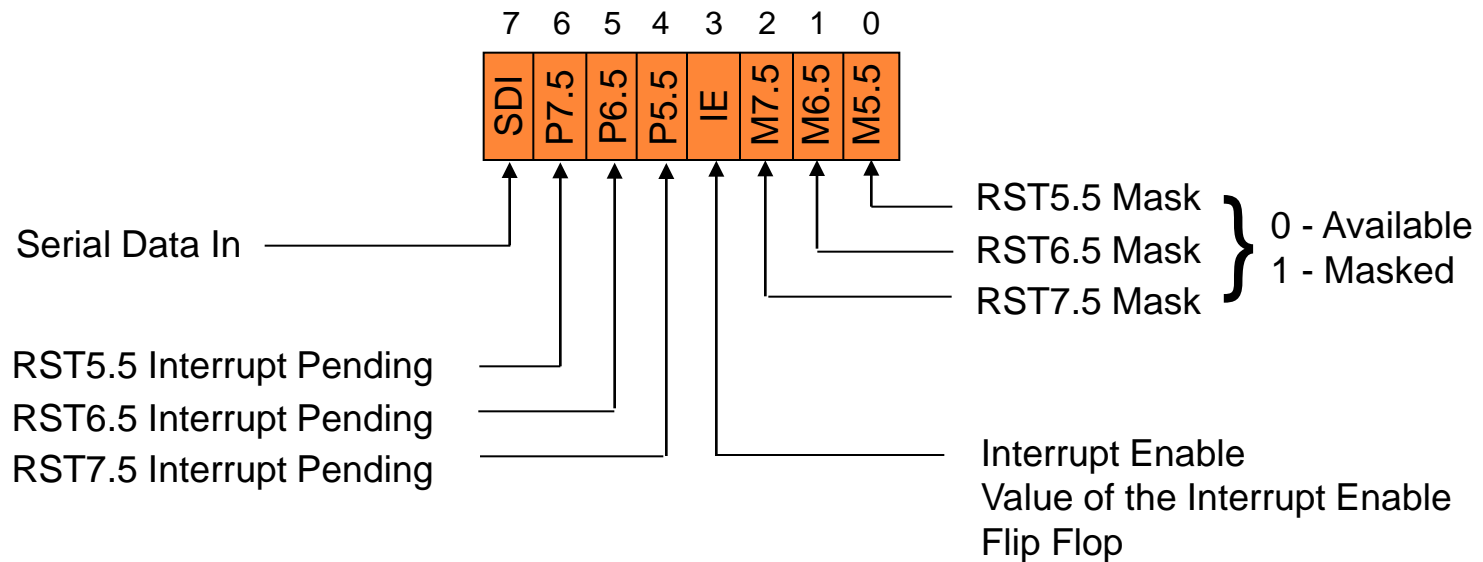 7 6 5 4 3 2 1 0
SDI P7.5 P6.5 P5.5 IE M7.5 M6.5 M5.5
Serial Data In
RST5.5 Interrupt Pending
RST6.5 Interrupt Pending
RST7.5 Interrupt Pending
RST5.5 Mask
RST6.5 Mask
RST7.5 Mask
} 0 - Available
1 - Masked
Interrupt Enable
Value of the Interrupt Enable
Flip Flop